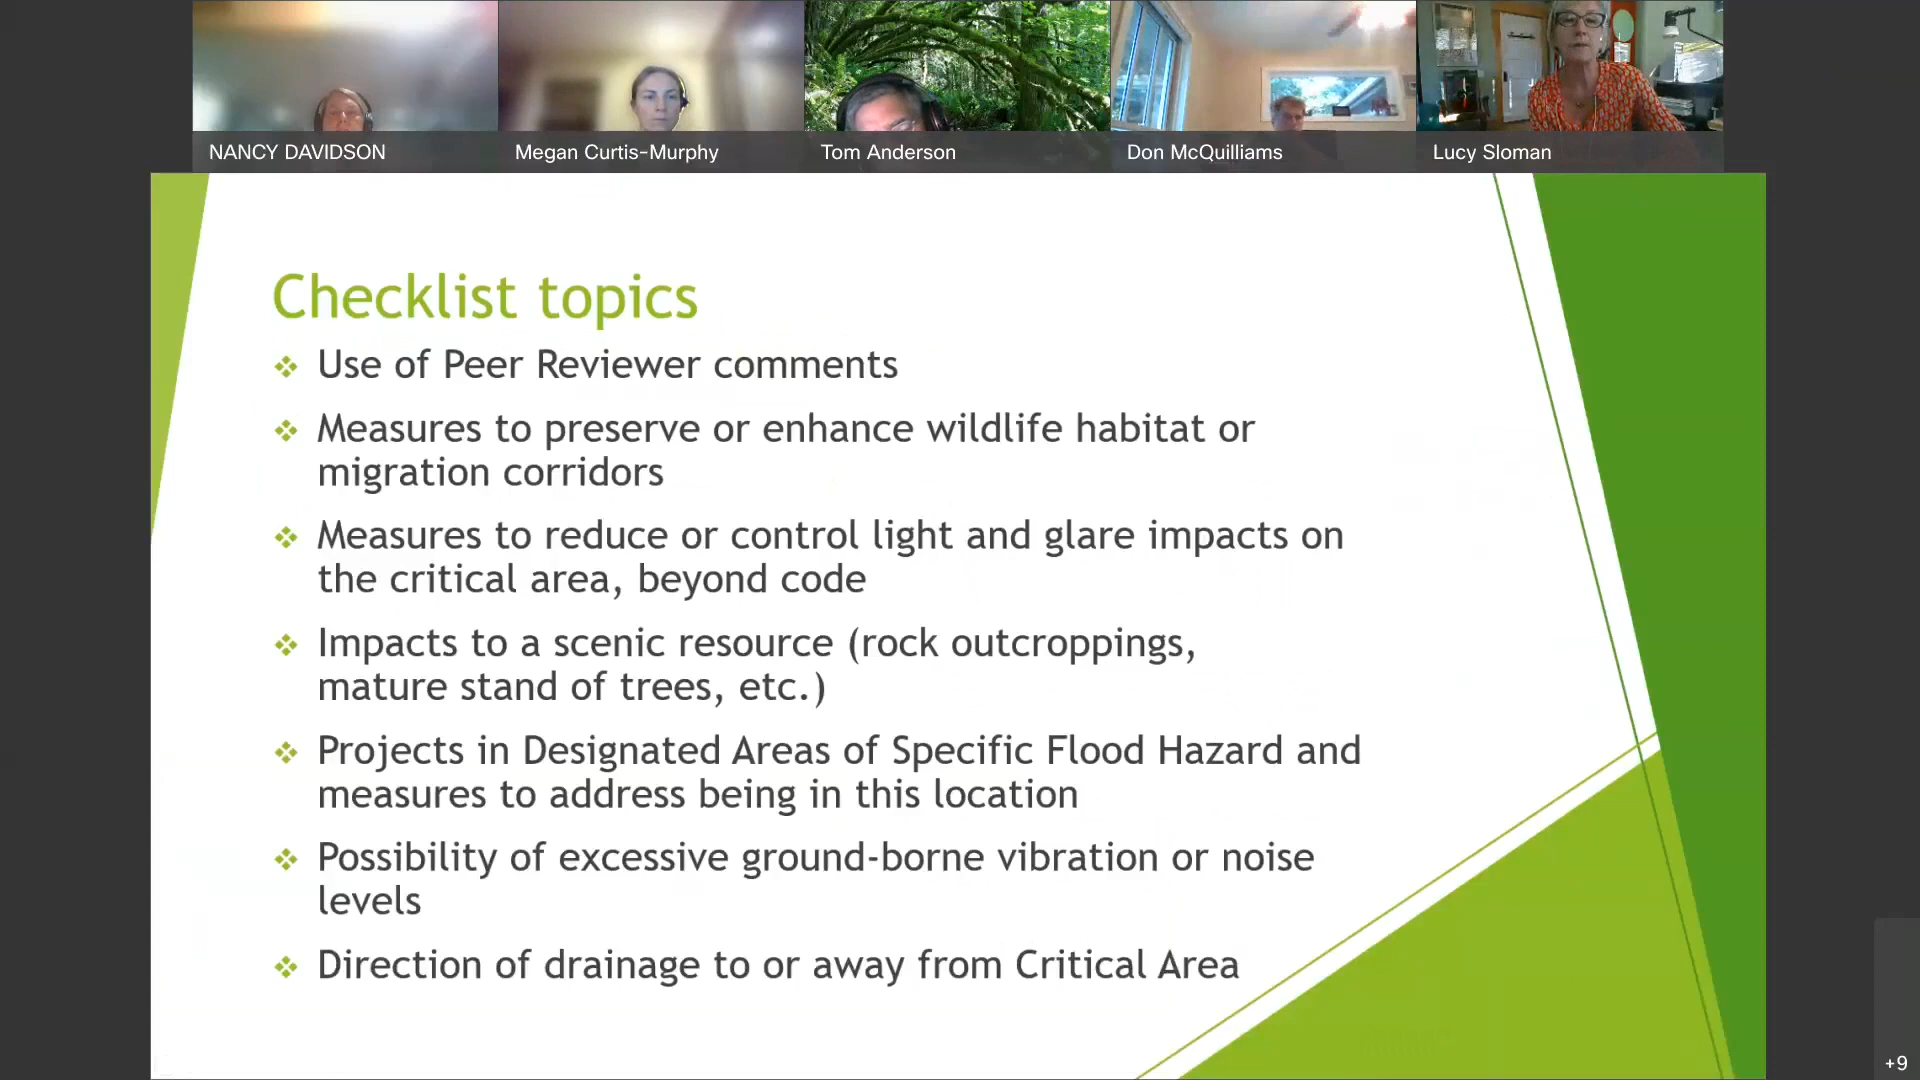 NANCY DAVIDSON
Megan Curtis-Murphy
Tom Anderson
Don McQuilliams
Lucy Sloman
Checklist topics
Use of Peer Reviewer comments
Measures to preserve or enhance wildlife habitat or
migration corridors
Measures to reduce or control light and glare impacts on
the critical area, beyond code
Impacts to a scenic resource (rock outcroppings,
mature stand of trees, etc.)
Projects in Designated Areas of Specific Flood Hazard and
measures to address being in this location
Possibility of excessive ground-borne vibration or noise
levels
Direction of drainage to or away from Critical Area
+9